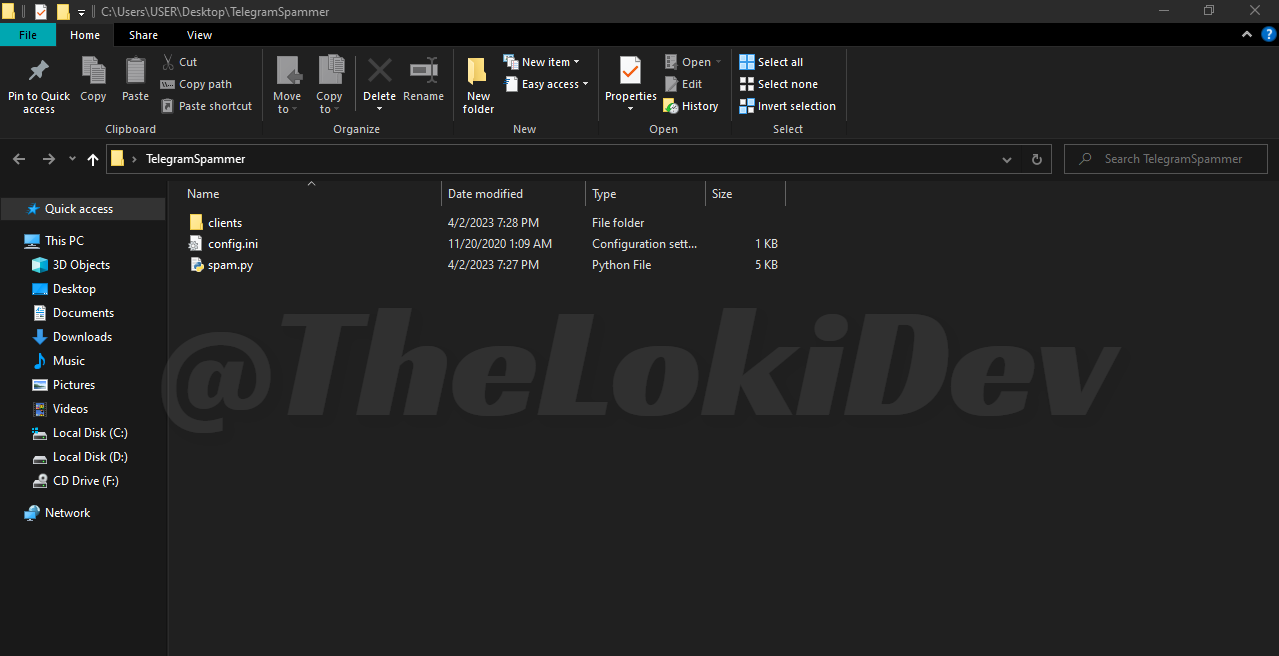 C:\Users\USER\Desktop\TelegramSpammer
File Home Share View
Pin to Quick access
Copy
Paste
Cut
Copy path
Paste shortcut
Clipboard
Move to
Copy to
Delete
Rename
Organize
New folder
New item
Easy access
New
Properties
Open
Edit
History
Open
Select all
Select none
Invert selection
Select
TelegramSpammer
Search TelegramSpammer
Quick access
This PC
3D Objects
Desktop
Documents
Downloads
Music
Pictures
Videos
Local Disk (C:)
Local Disk (D:)
CD Drive (F:)
Network
Name Date modified Type Size
clients 4/2/2023 7:28 PM File folder
config.ini 11/20/2020 1:09 AM Configuration sett... 1 KB
spam.py 4/2/2023 7:27 PM Python File 5 KB
@TheLokiDev